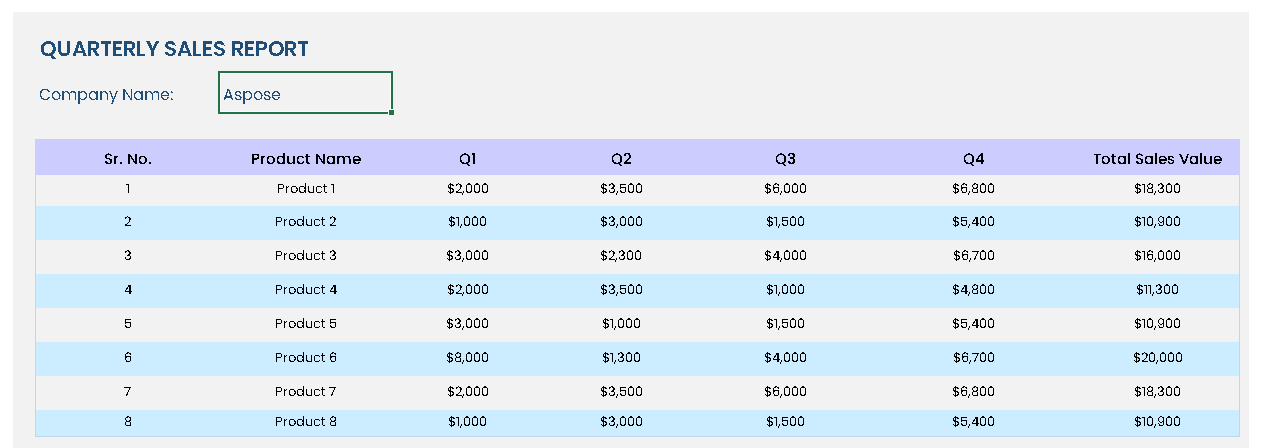 QUARTERLY SALES REPORT
Company Name: Aspose
Sr. No. Product Name Q1 Q2 Q3 Q4 Total Sales Value
1 Product 1 $2,000 $3,500 $6,000 $6,800 $18,300
2 Product 2 $1,000 $3,000 $1,500 $5,400 $10,900
3 Product 3 $3,000 $2,300 $4,000 $6,700 $16,000
4 Product 4 $2,000 $3,500 $1,000 $4,800 $11,300
5 Product 5 $3,000 $1,000 $1,500 $5,400 $10,900
6 Product 6 $8,000 $1,300 $4,000 $6,700 $20,000
7 Product 7 $2,000 $3,500 $6,000 $6,800 $18,300
8 Product 8 $1,000 $3,000 $1,500 $5,400 $10,900